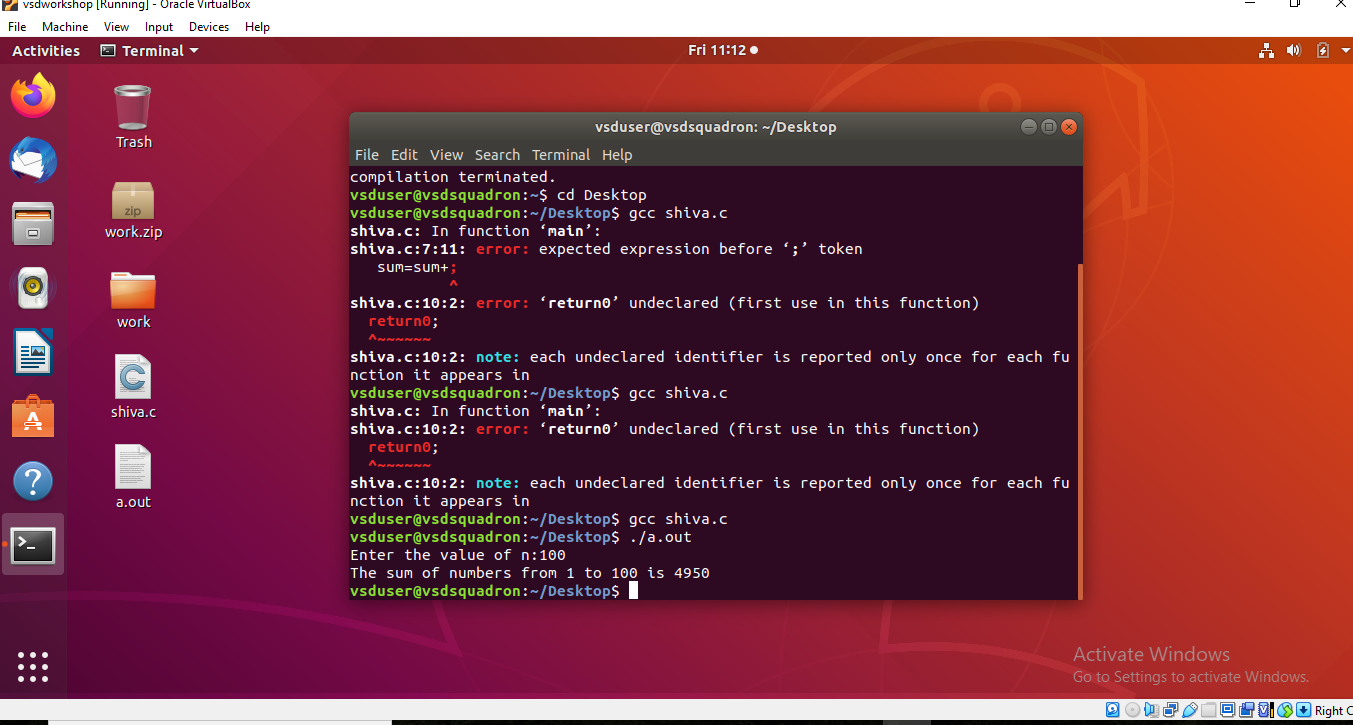 vsdworkshop [Running] - Oracle VirtualBox
File Machine View Input Devices Help
Activities Terminal Fri 11:12
Trash
zip
work.zip
work
C
shiva.c
a.out
vsduser@vsdsquadron: ~/Desktop
File Edit View Search Terminal Help
compilation terminated.
vsduser@vsdsquadron:~$ cd Desktop
vsduser@vsdsquadron:~/Desktop$ gcc shiva.c
shiva.c: In function ‘main’:
shiva.c:7:11: error: expected expression before ‘;’ token
sum=sum+;
^
shiva.c:10:2: error: ‘return0’ undeclared (first use in this function)
return0;
^~~~~~~
shiva.c:10:2: note: each undeclared identifier is reported only once for each fu
nction it appears in
vsduser@vsdsquadron:~/Desktop$ gcc shiva.c
shiva.c: In function ‘main’:
shiva.c:10:2: error: ‘return0’ undeclared (first use in this function)
return0;
^~~~~~~
shiva.c:10:2: note: each undeclared identifier is reported only once for each fu
nction it appears in
vsduser@vsdsquadron:~/Desktop$ gcc shiva.c
vsduser@vsdsquadron:~/Desktop$ ./a.out
Enter the value of n:100
The sum of numbers from 1 to 100 is 4950
vsduser@vsdsquadron:~/Desktop$
Activate Windows
Go to Settings to activate Windows.
Right C